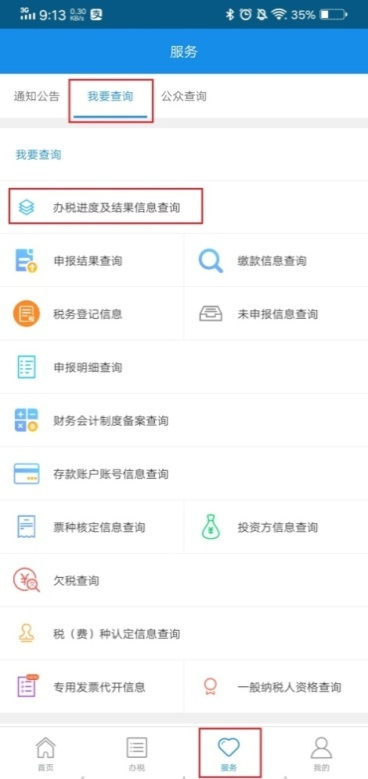 3G 9:13 0.30 KB/S 35%
服务
通知公告 我要查询 公众查询
我要查询
办税进度及结果信息查询
申报结果查询 缴款信息查询
税务登记信息 未申报信息查询
申报明细查询
财务会计制度备案查询
存款账户账号信息查询
票种核定信息查询 投资方信息查询
欠税查询
税（费）种认定信息查询
专用发票代开信息 一般纳税人资格查询
首页 办税 服务 我的